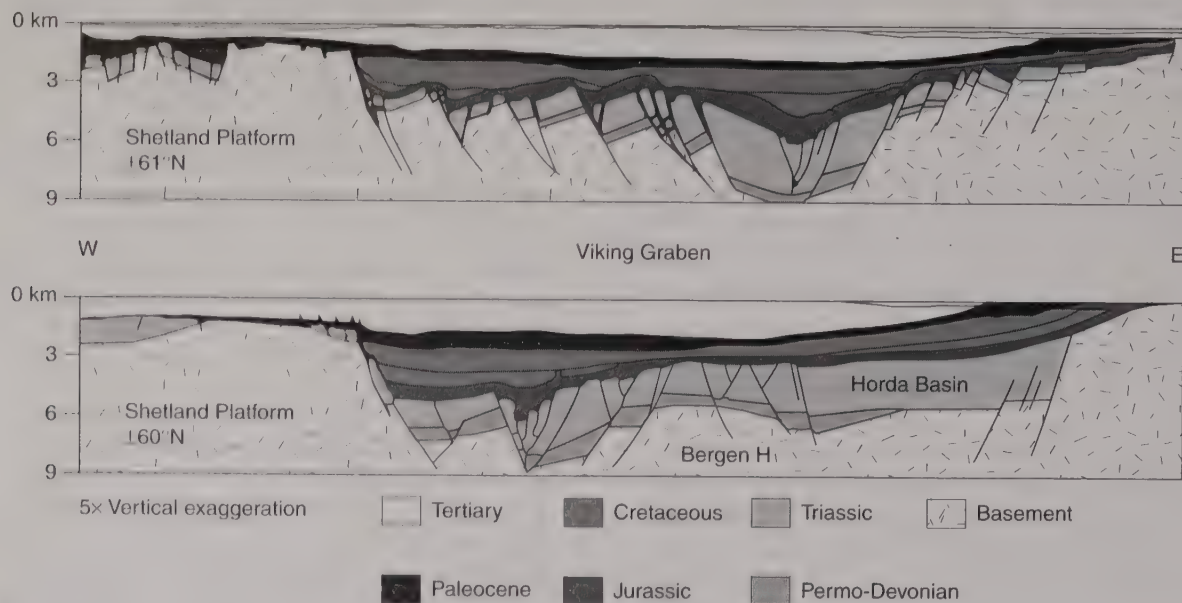 0 km
3
6
9
Shetland Platform
61°N
W
Viking Graben
E
0 km
3
6
9
Shetland Platform
60°N
Horda Basin
Bergen H
5× Vertical exaggeration
Tertiary
Cretaceous
Triassic
Basement
Paleocene
Jurassic
Permo-Devonian